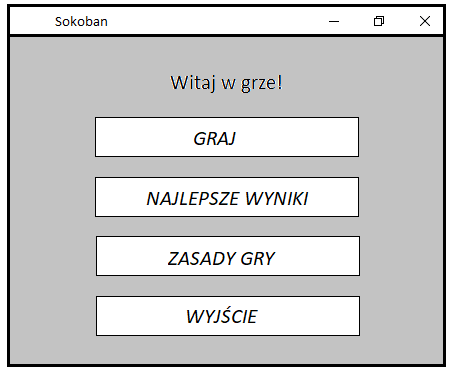 Sokoban
Witaj w grze!
GRAJ
NAJLEPSZE WYNIKI
ZASADY GRY
WYJŚCIE